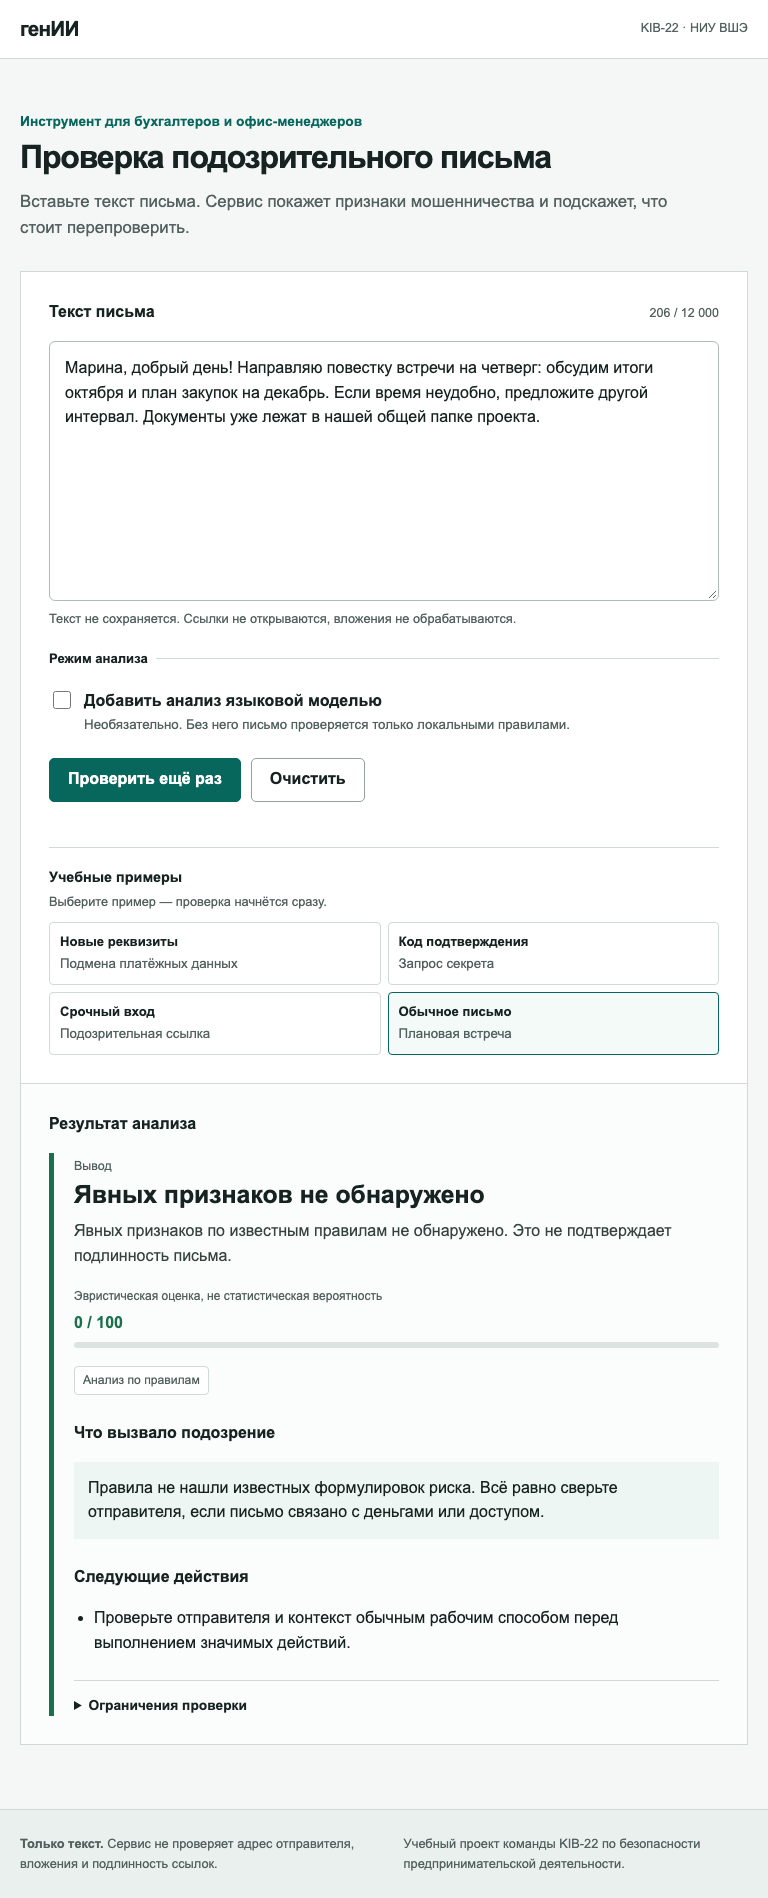 генИИ
KIB-22 · НИУ ВШЭ
Инструмент для бухгалтеров и офис-менеджеров
Проверка подозрительного письма
Вставьте текст письма. Сервис покажет признаки мошенничества и подскажет, что
стоит перепроверить.
Текст письма
206 / 12 000
Марина, добрый день! Направляю повестку встречи на четверг: обсудим итоги
октября и план закупок на декабрь. Если время неудобно, предложите другой
интервал. Документы уже лежат в нашей общей папке проекта.
Текст не сохраняется. Ссылки не открываются, вложения не обрабатываются.
Режим анализа
Добавить анализ языковой моделью
Необязательно. Без него письмо проверяется только локальными правилами.
Проверить ещё раз
Очистить
Учебные примеры
Выберите пример — проверка начнётся сразу.
Новые реквизиты
Подмена платёжных данных
Код подтверждения
Запрос секрета
Срочный вход
Подозрительная ссылка
Обычное письмо
Плановая встреча
Результат анализа
Вывод
Явных признаков не обнаружено
Явных признаков по известным правилам не обнаружено. Это не подтверждает
подлинность письма.
Эвристическая оценка, не статистическая вероятность
0 / 100
Анализ по правилам
Что вызвало подозрение
Правила не нашли известных формулировок риска. Всё равно сверьте
отправителя, если письмо связано с деньгами или доступом.
Следующие действия
• Проверьте отправителя и контекст обычным рабочим способом перед
выполнением значимых действий.
Ограничения проверки
Только текст. Сервис не проверяет адрес отправителя,
вложения и подлинность ссылок.
Учебный проект команды KIB-22 по безопасности
предпринимательской деятельности.